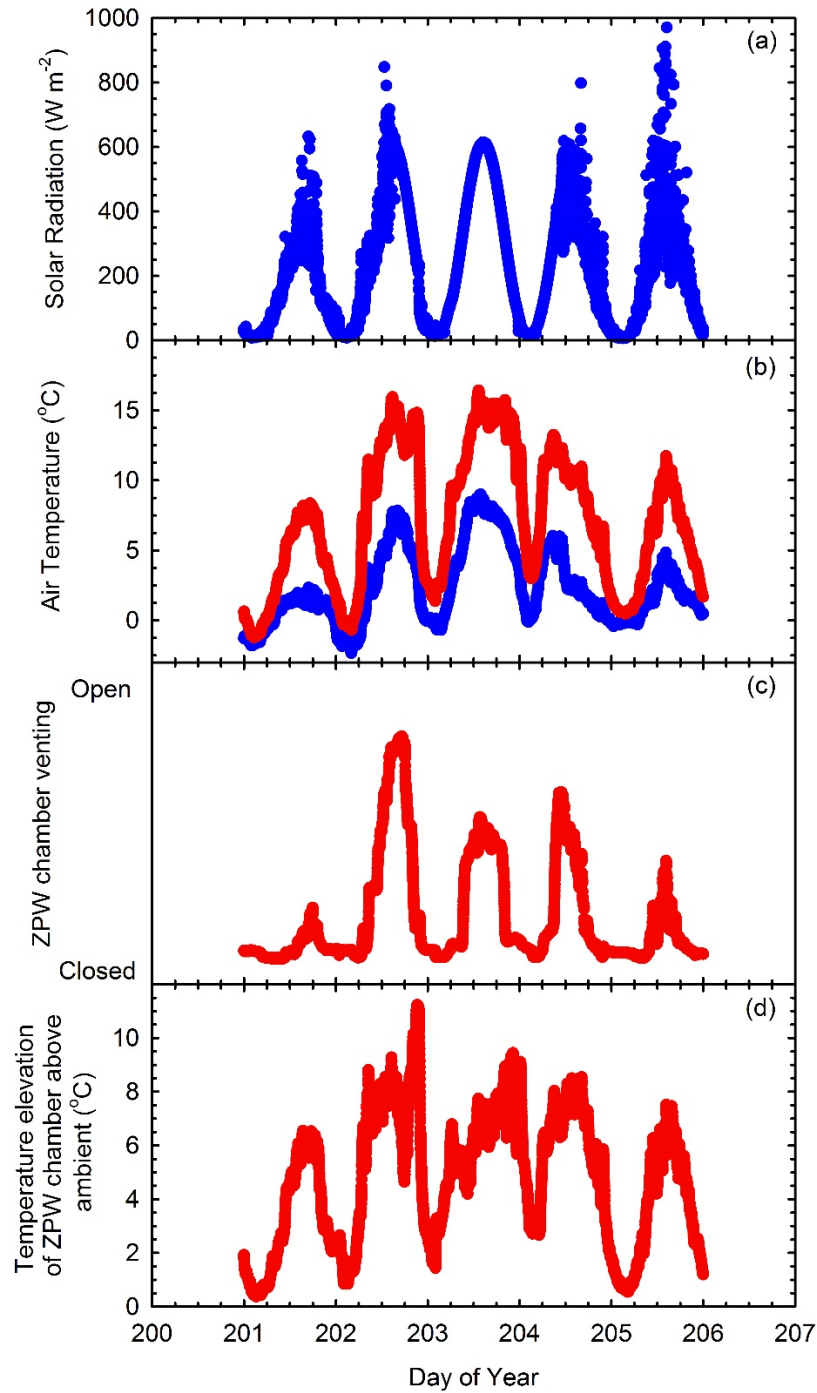 (a)
Solar Radiation (W m-2)
1000
800
600
400
200
0
(b)
Air Temperature (oC)
15
10
5
0
(c)
Open
ZPW chamber venting
Closed
(d)
Temperature elevation
of ZPW chamber above
ambient (oC)
10
8
6
4
2
0
200 201 202 203 204 205 206 207
Day of Year